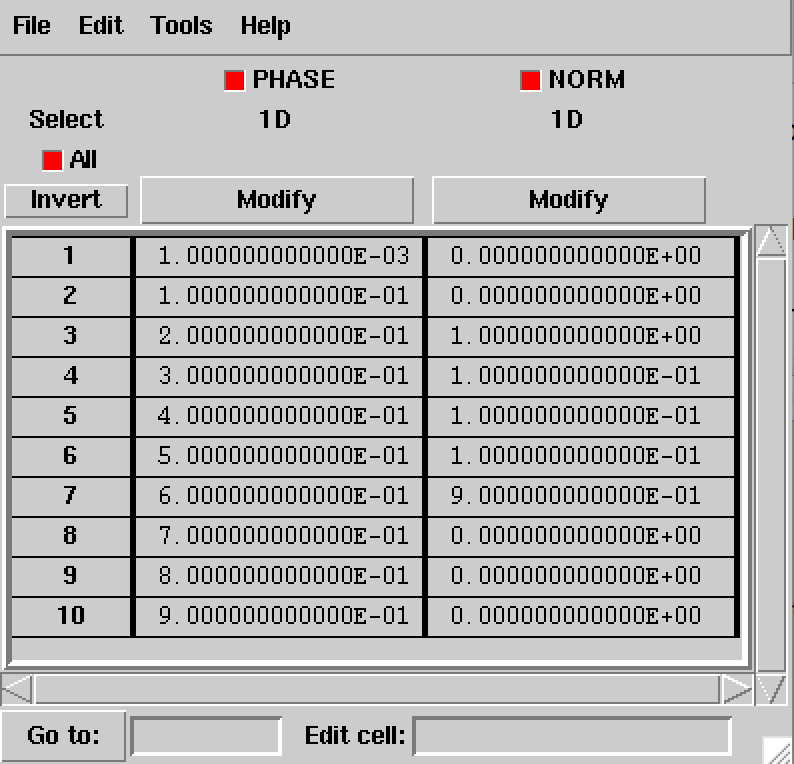 File Edit Tools Help
PHASE NORM
Select 1D 1D
All
Invert Modify Modify
1 1.000000000000E-03 0.000000000000E+00
2 1.000000000000E-01 0.000000000000E+00
3 2.000000000000E-01 1.000000000000E+00
4 3.000000000000E-01 1.000000000000E-01
5 4.000000000000E-01 1.000000000000E-01
6 5.000000000000E-01 1.000000000000E-01
7 6.000000000000E-01 9.000000000000E-01
8 7.000000000000E-01 0.000000000000E+00
9 8.000000000000E-01 0.000000000000E+00
10 9.000000000000E-01 0.000000000000E+00
Go to: Edit cell: